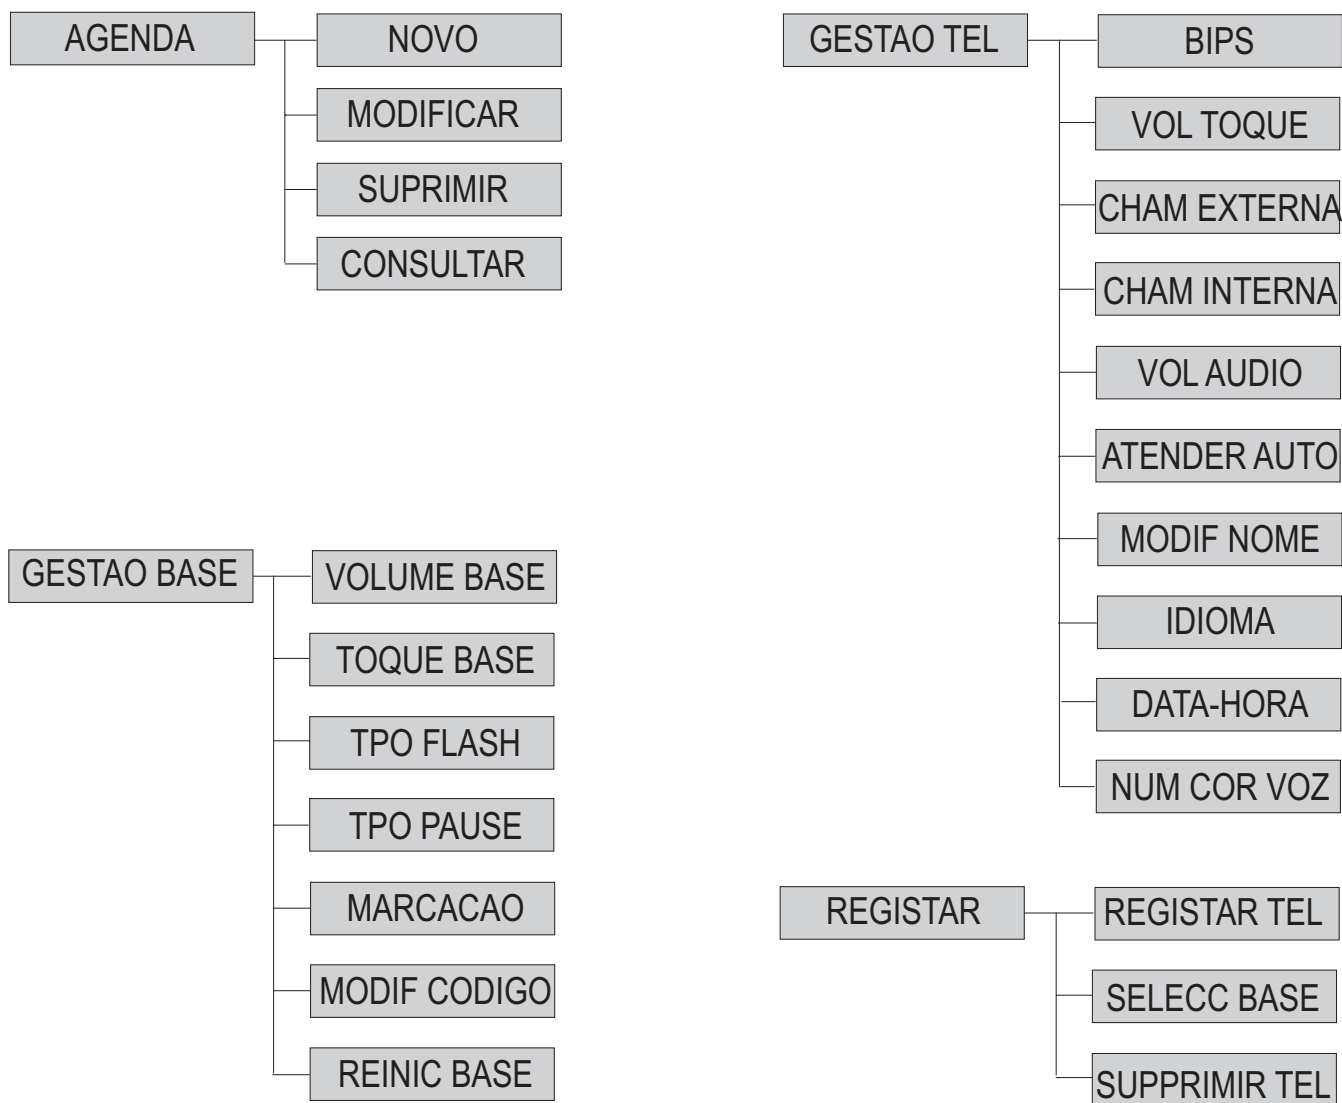 AGENDA
NOVO
MODIFICAR
SUPRIMIR
CONSULTAR
GESTAO TEL
BIPS
VOL TOQUE
CHAM EXTERNA
CHAM INTERNA
VOL AUDIO
ATENDER AUTO
MODIF NOME
IDIOMA
DATA-HORA
NUM COR VOZ
GESTAO BASE
VOLUME BASE
TOQUE BASE
TPO FLASH
TPO PAUSE
MARCACAO
MODIF CODIGO
REINIC BASE
REGISTAR
REGISTAR TEL
SELECC BASE
SUPPRIMIR TEL